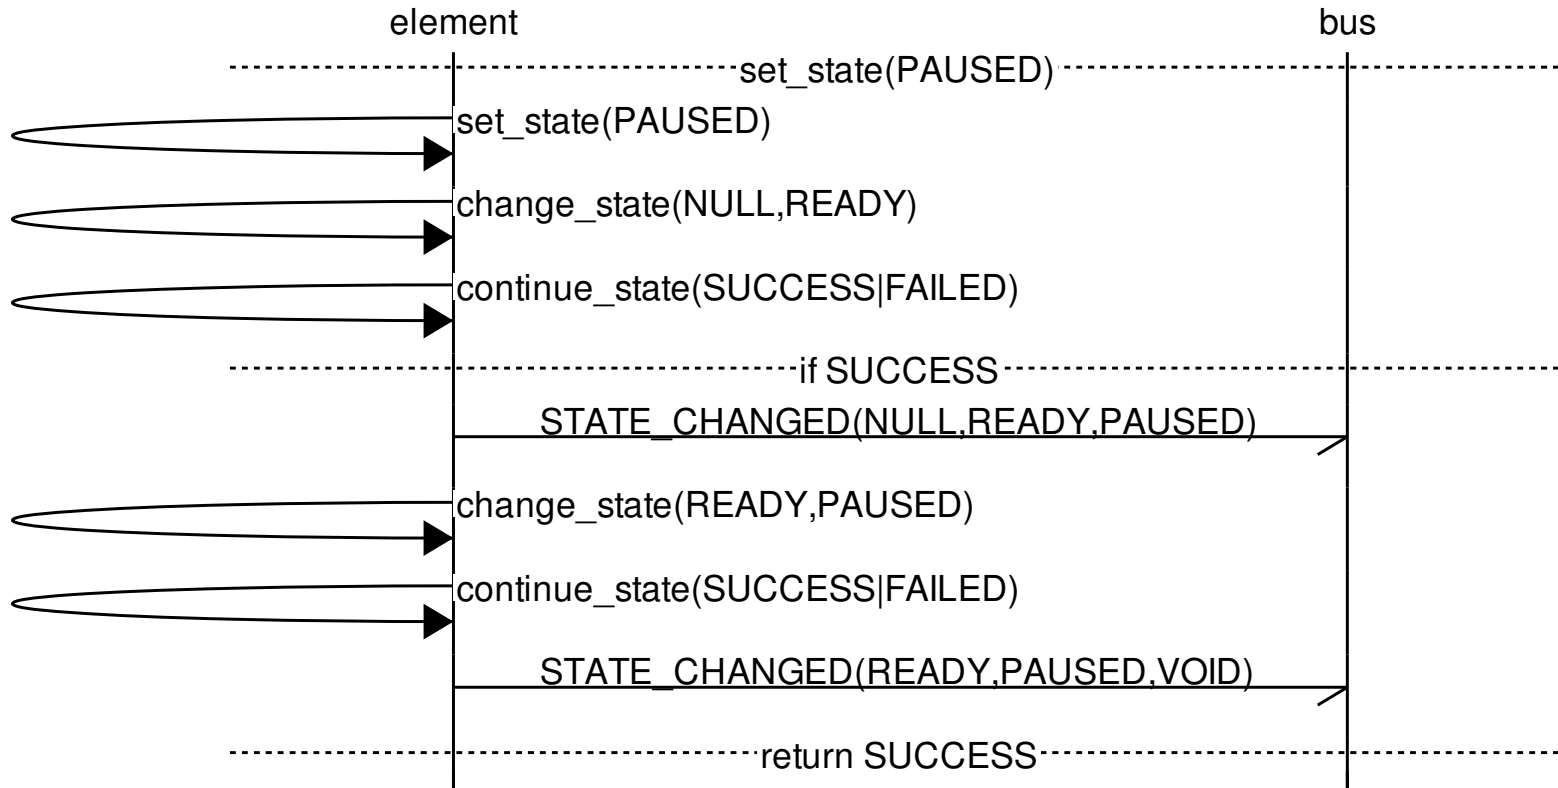 element bus
set_state(PAUSED)
set_state(PAUSED)
change_state(NULL,READY)
continue_state(SUCCESS|FAILED)
if SUCCESS
STATE_CHANGED(NULL,READY,PAUSED)
change_state(READY,PAUSED)
continue_state(SUCCESS|FAILED)
STATE_CHANGED(READY,PAUSED,VOID)
return SUCCESS